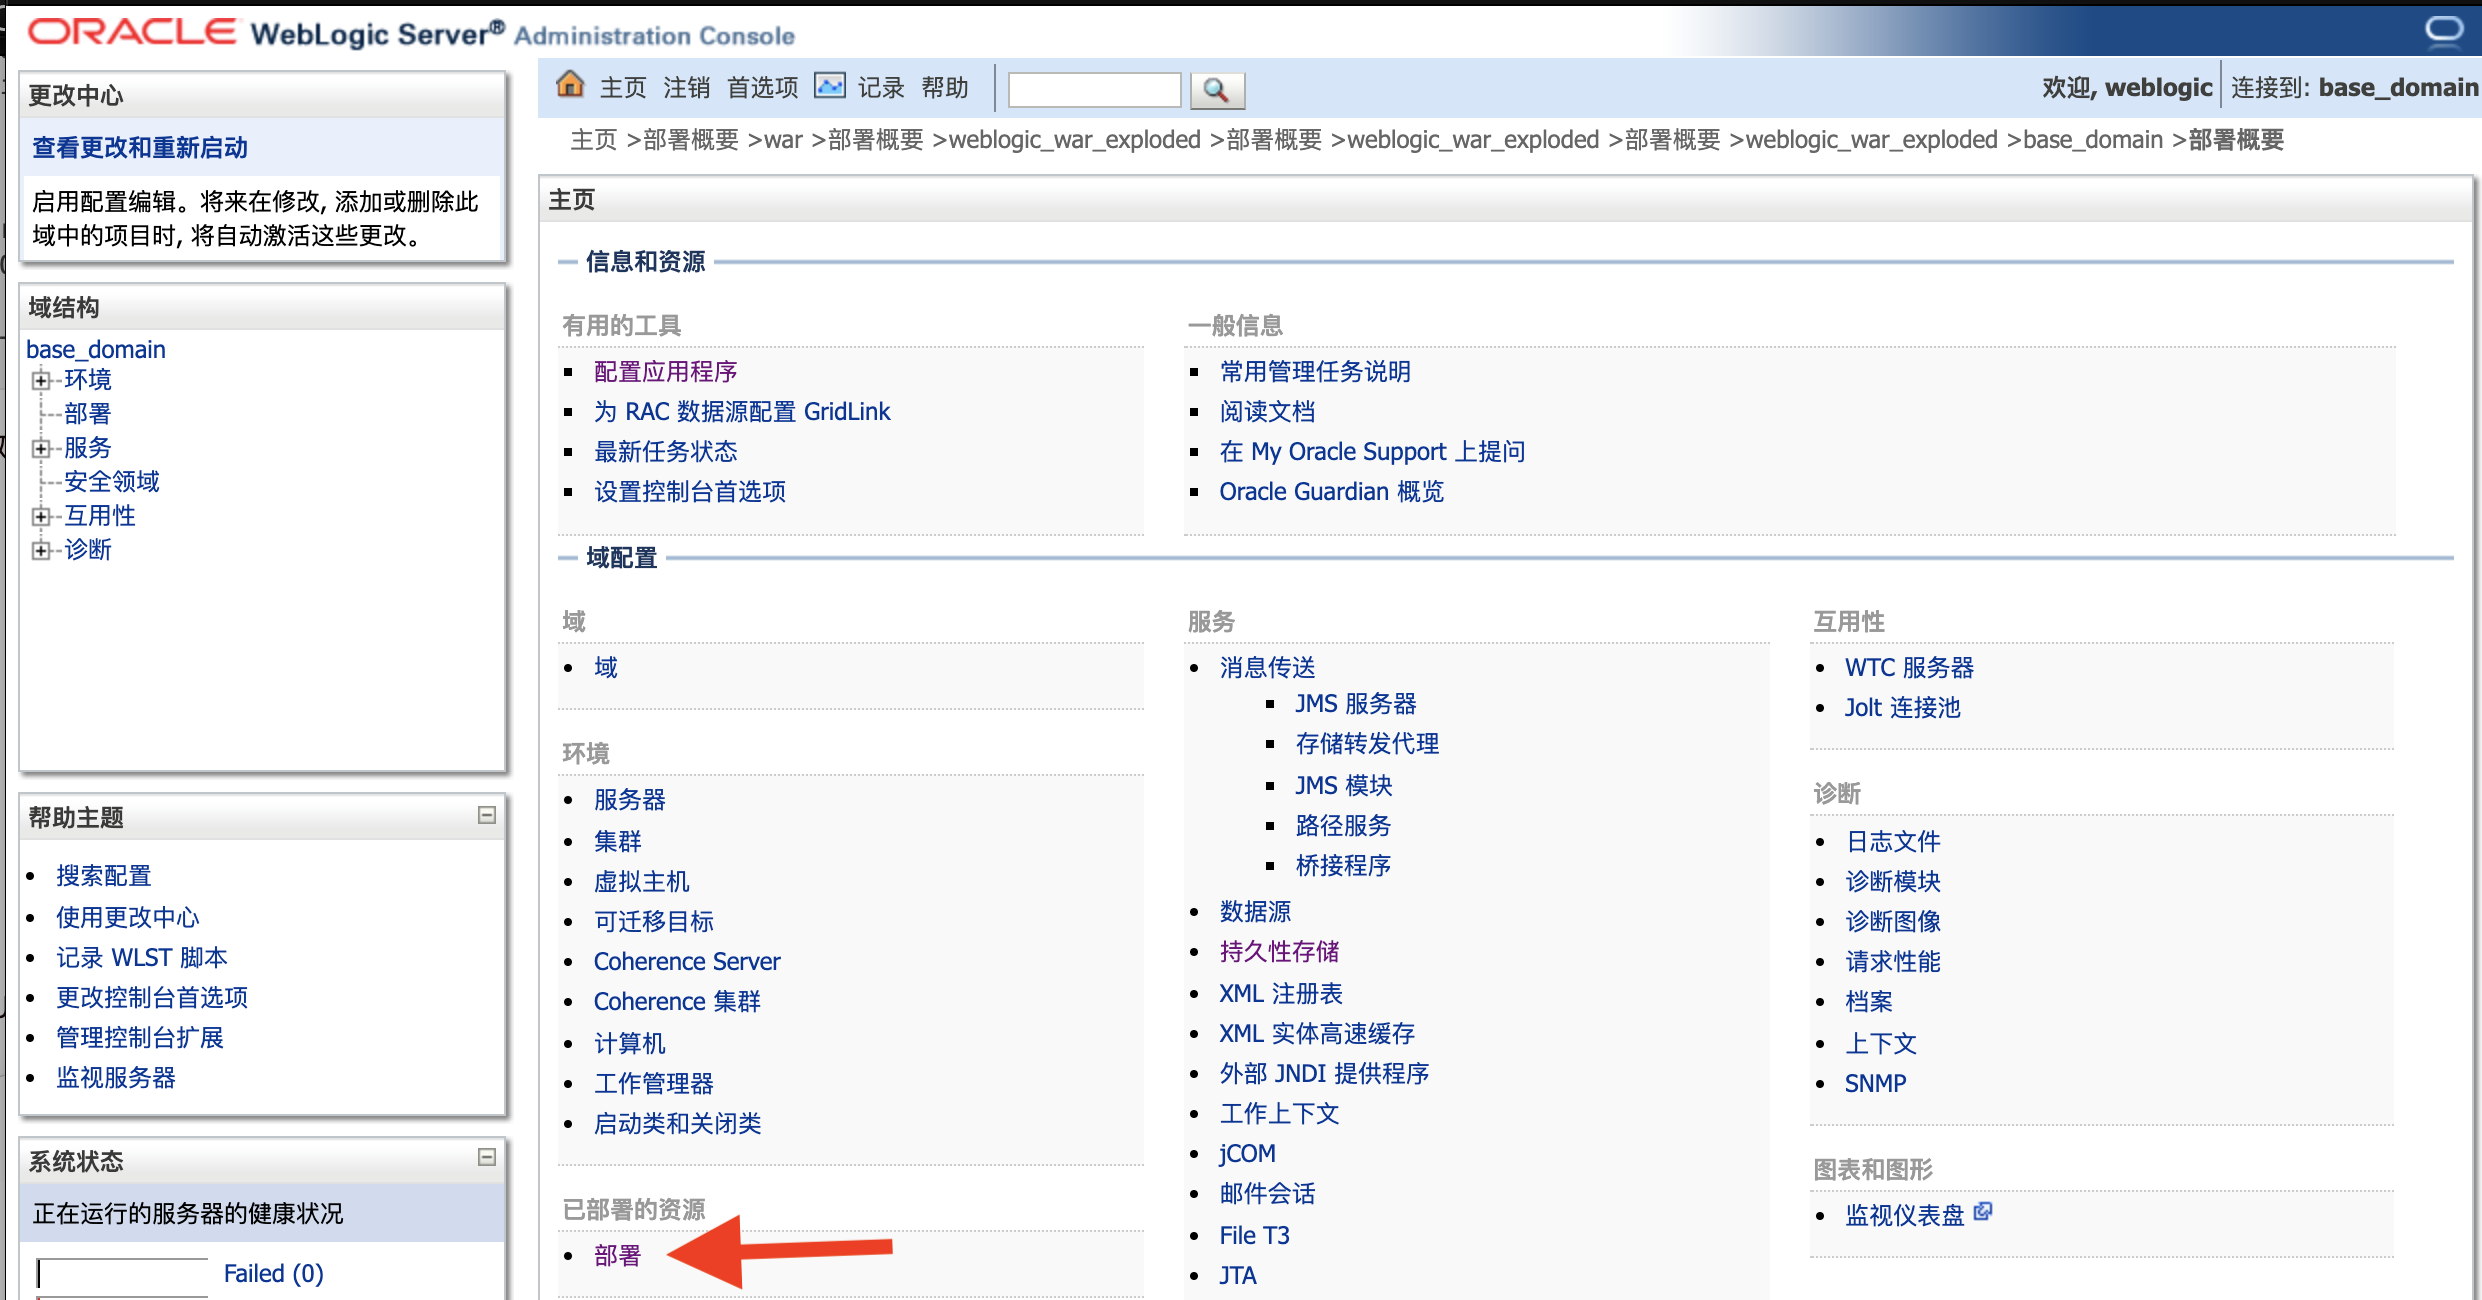 ORACLE WebLogic Server® Administration Console
更改中心
查看更改和重新启动
启用配置编辑。将来在修改, 添加或删除此
域中的项目时, 将自动激活这些更改。
域结构
base_domain
环境
部署
服务
安全领域
互用性
诊断
帮助主题
搜索配置
使用更改中心
记录 WLST 脚本
更改控制台首选项
管理控制台扩展
监视服务器
系统状态
正在运行的服务器的健康状况
Failed (0)
主页 注销 首选项 记录 帮助
欢迎, weblogic 连接到: base_domain
主页 >部署概要 >war >部署概要 >weblogic_war_exploded >部署概要 >weblogic_war_exploded >部署概要 >weblogic_war_exploded >base_domain >部署概要
主页
信息和资源
有用的工具
配置应用程序
为 RAC 数据源配置 GridLink
最新任务状态
设置控制台首选项
一般信息
常用管理任务说明
阅读文档
在 My Oracle Support 上提问
Oracle Guardian 概览
域配置
域
域
环境
服务器
集群
虚拟主机
可迁移目标
Coherence Server
Coherence 集群
计算机
工作管理器
启动类和关闭类
已部署的资源
部署
服务
消息传送
JMS 服务器
存储转发代理
JMS 模块
路径服务
桥接程序
数据源
持久性存储
XML 注册表
XML 实体高速缓存
外部 JNDI 提供程序
工作上下文
jCOM
邮件会话
File T3
JTA
互用性
WTC 服务器
Jolt 连接池
诊断
日志文件
诊断模块
诊断图像
请求性能
档案
上下文
SNMP
图表和图形
监视仪表盘